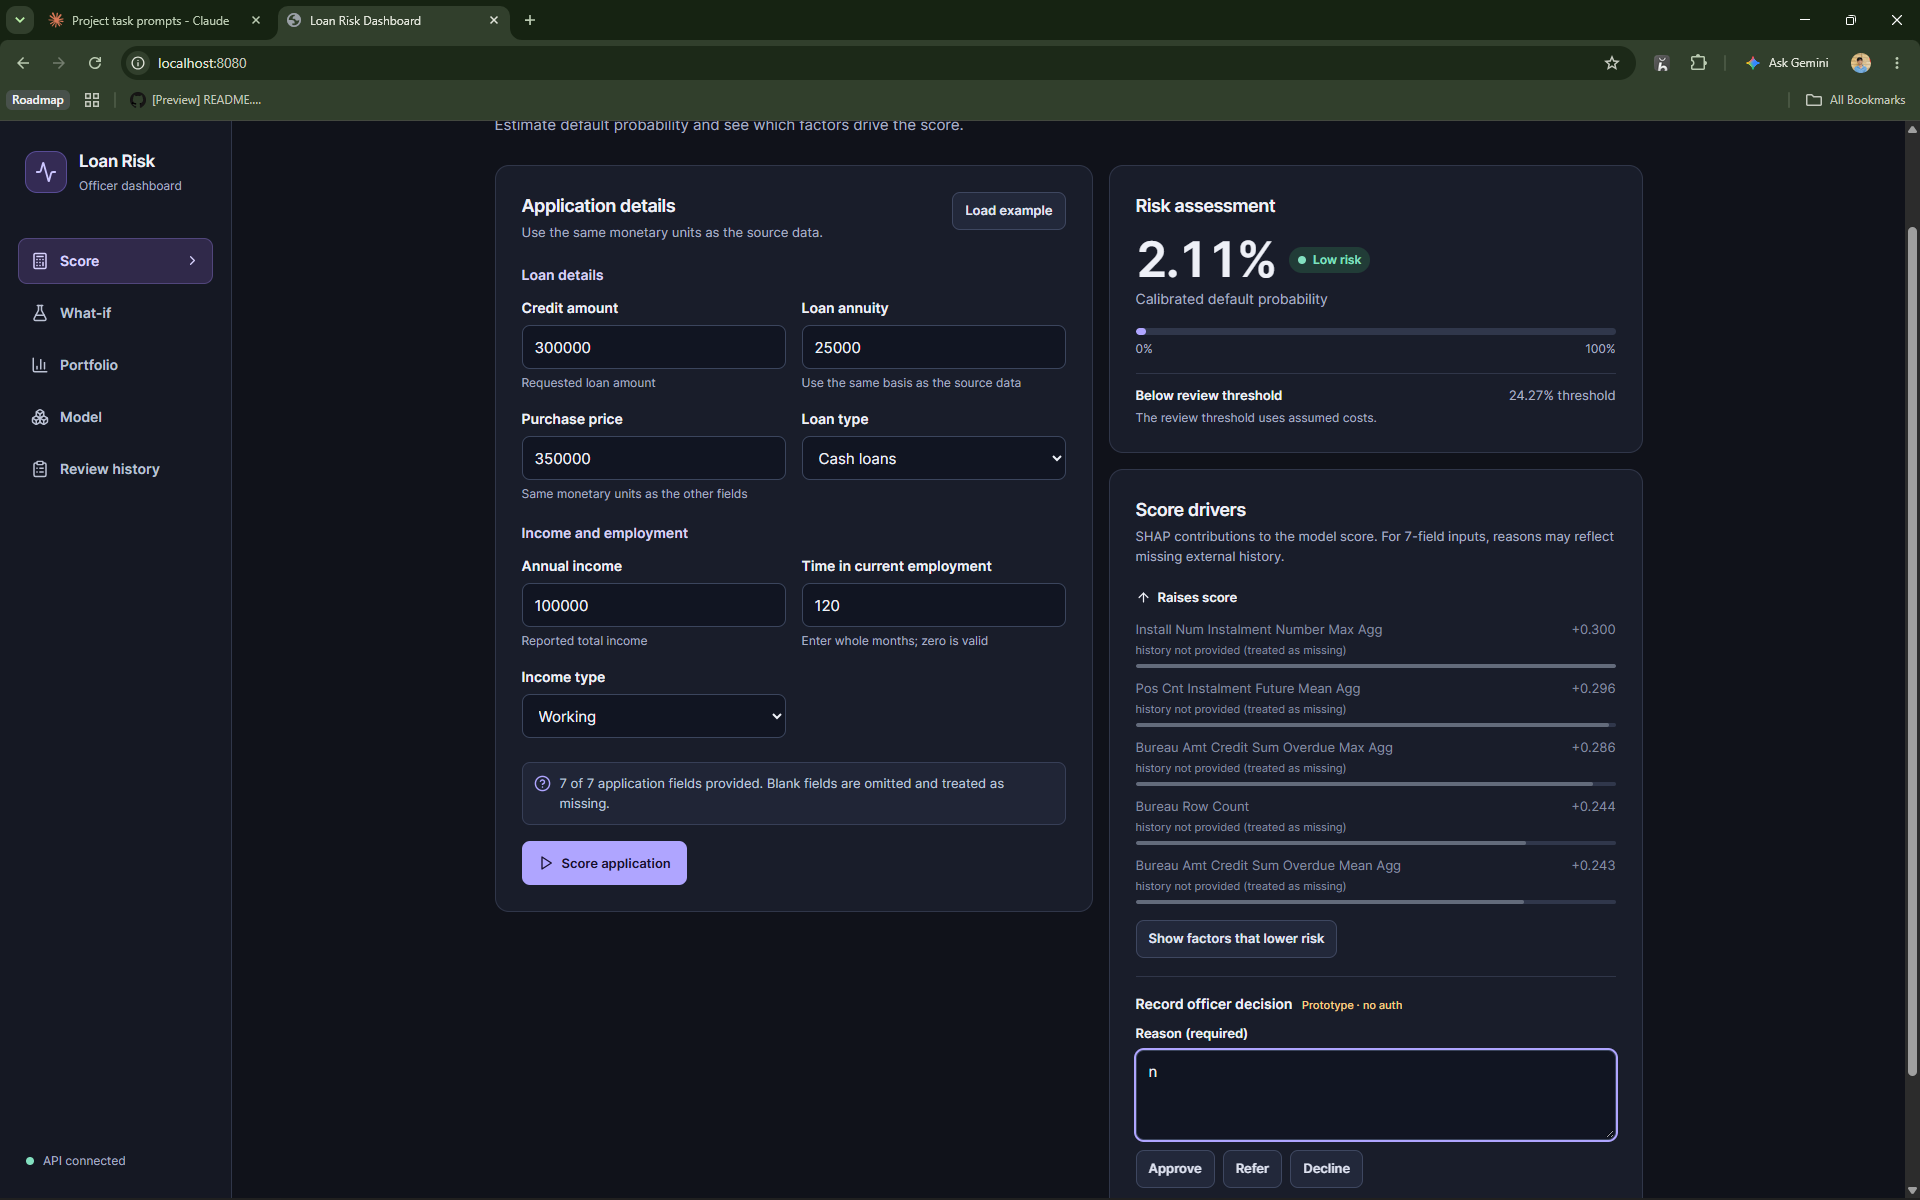 Project task prompts - Claude
Loan Risk Dashboard
localhost:8080
Ask Gemini
Roadmap
[Preview] README....
All Bookmarks
Loan Risk
Officer dashboard
Score
What-if
Portfolio
Model
Review history
API connected
Estimate default probability and see which factors drive the score.
Application details
Use the same monetary units as the source data.
Load example
Loan details
Credit amount
Loan annuity
300000
25000
Requested loan amount
Use the same basis as the source data
Purchase price
Loan type
350000
Cash loans
Same monetary units as the other fields
Income and employment
Annual income
Time in current employment
100000
120
Reported total income
Enter whole months; zero is valid
Income type
Working
7 of 7 application fields provided. Blank fields are omitted and treated as
missing.
Score application
Risk assessment
2.11%
Low risk
Calibrated default probability
0%
100%
Below review threshold
24.27% threshold
The review threshold uses assumed costs.
Score drivers
SHAP contributions to the model score. For 7-field inputs, reasons may reflect
missing external history.
Raises score
Install Num Instalment Number Max Agg
+0.300
history not provided (treated as missing)
Pos Cnt Instalment Future Mean Agg
+0.296
history not provided (treated as missing)
Bureau Amt Credit Sum Overdue Max Agg
+0.286
history not provided (treated as missing)
Bureau Row Count
+0.244
history not provided (treated as missing)
Bureau Amt Credit Sum Overdue Mean Agg
+0.243
history not provided (treated as missing)
Show factors that lower risk
Record officer decision
Prototype · no auth
Reason (required)
n
Approve
Refer
Decline